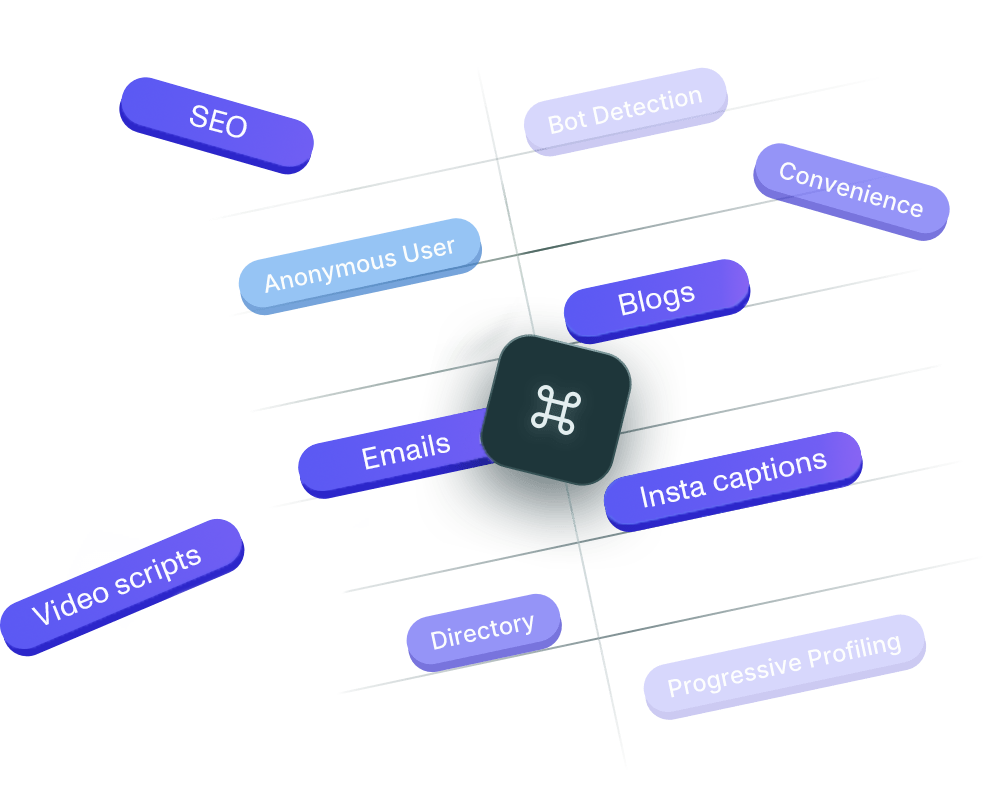 SEO
Bot Detection
Convenience
Anonymous User
Blogs
Emails
Insta captions
Video scripts
Directory
Progressive Profiling